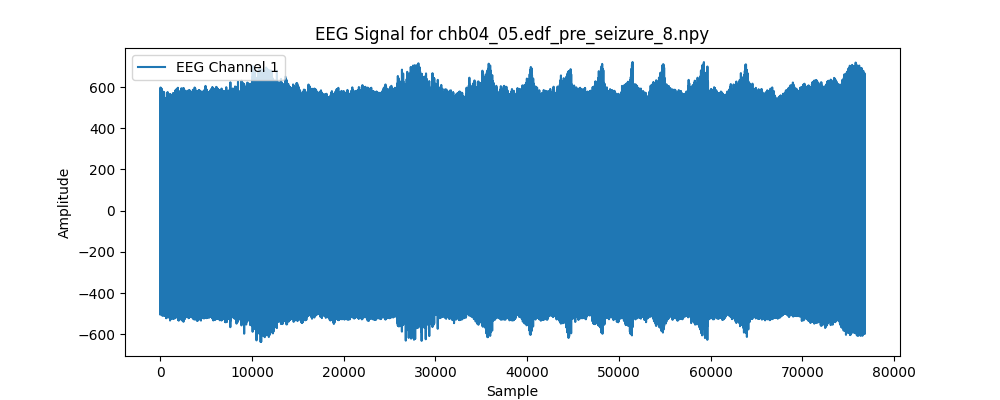 EEG Signal for chb04_05.edf_pre_seizure_8.npy
EEG Channel 1
Amplitude
600
400
200
0
−200
−400
−600
0 10000 20000 30000 40000 50000 60000 70000 80000
Sample